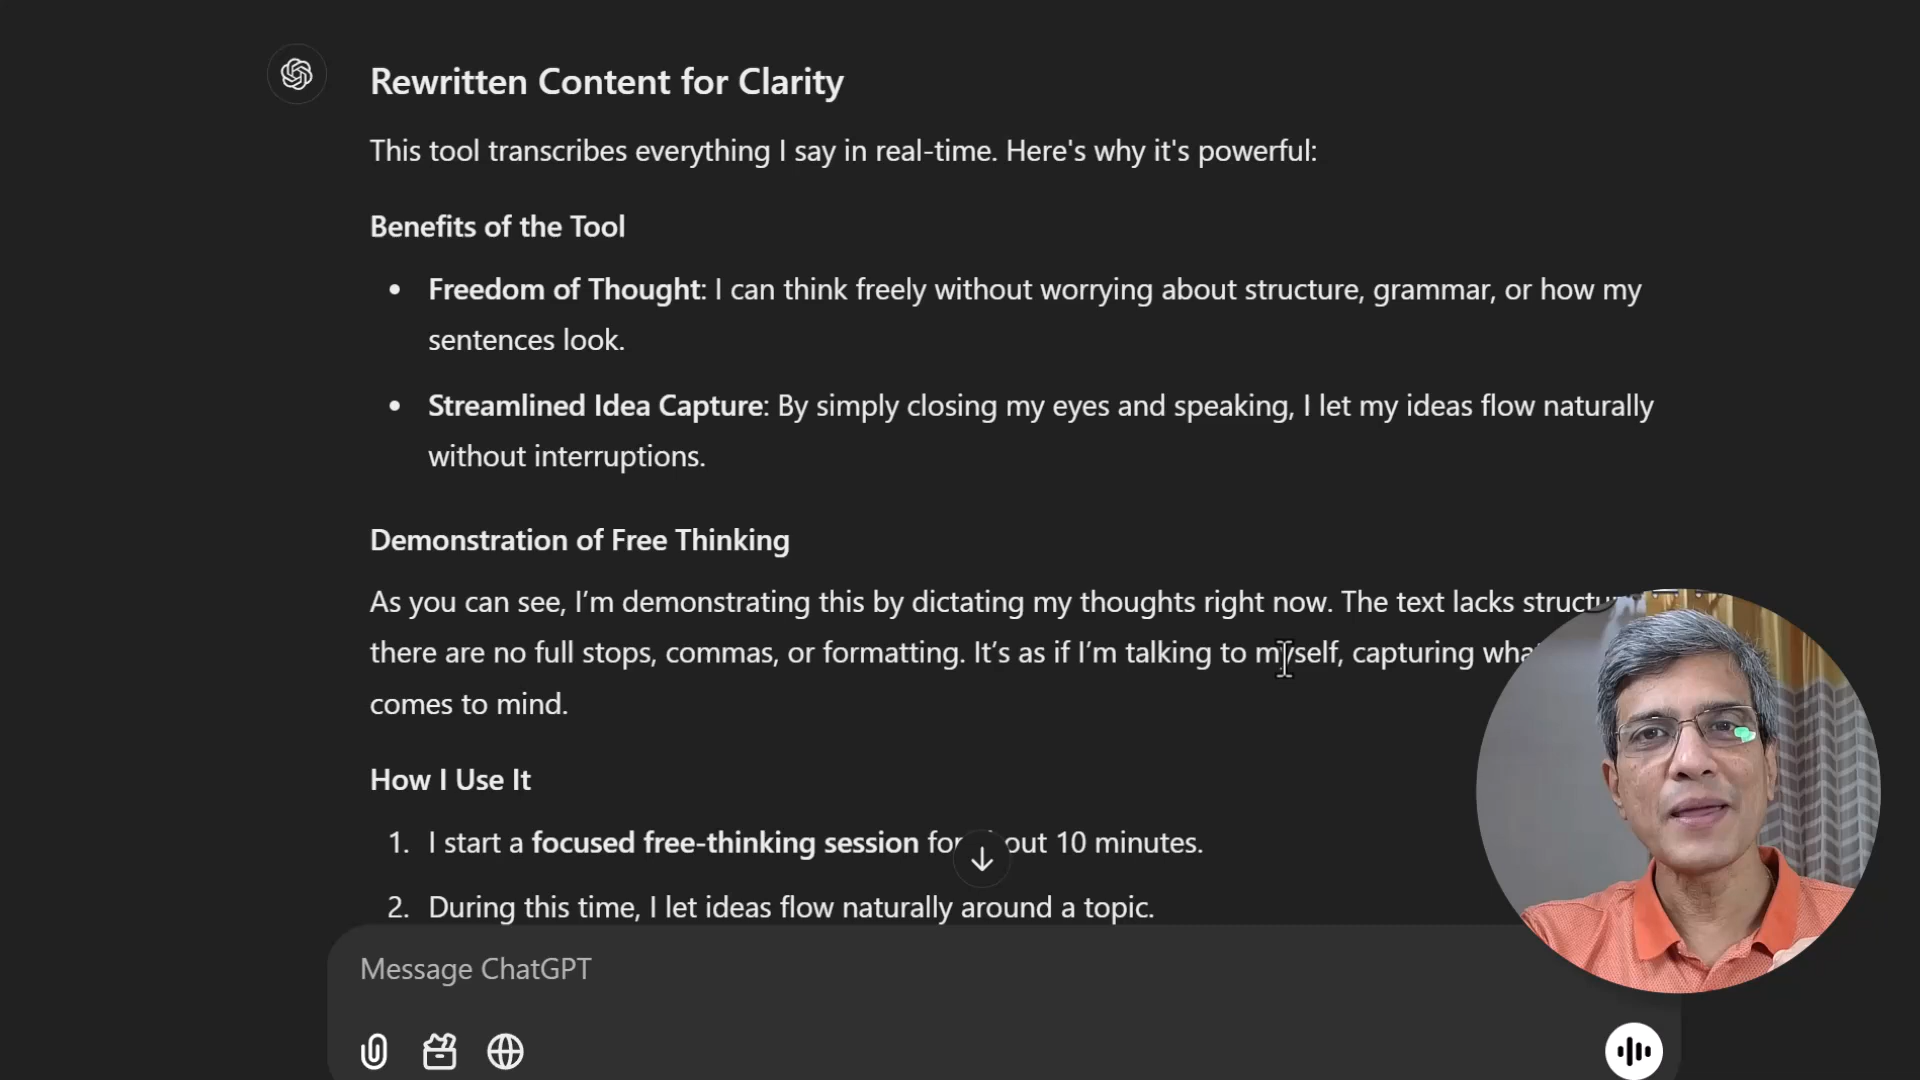 Rewritten Content for Clarity
This tool transcribes everything I say in real-time. Here's why it's powerful:
Benefits of the Tool
• Freedom of Thought: I can think freely without worrying about structure, grammar, or how my
sentences look.
• Streamlined Idea Capture: By simply closing my eyes and speaking, I let my ideas flow naturally
without interruptions.
Demonstration of Free Thinking
As you can see, I'm demonstrating this by dictating my thoughts right now. The text lacks
there are no full stops, commas, or formatting. It's as if I'm talking to myself, capturing
comes to mind.
How I Use It
1. I start a focused free-thinking session for about 10 minutes.
2. During this time, I let ideas flow naturally around a topic.
Message ChatGPT